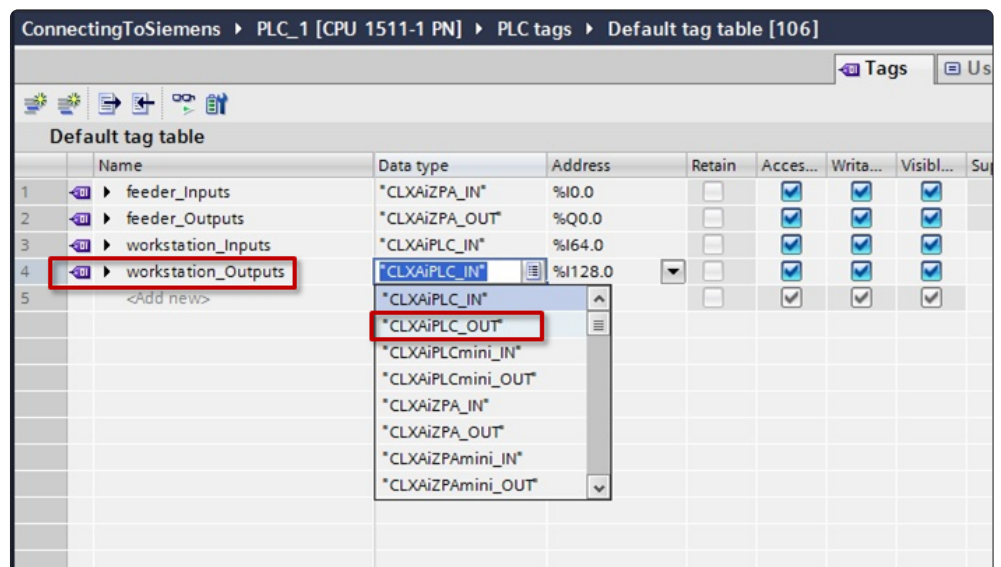 ConnectingToSiemens ▸ PLC_1 [CPU 1511-1 PN] ▸ PLC tags ▸ Default tag table [106]
Tags Us
Default tag table
Name Data type Address Retain Acces... Writa... Visibl... Sup
1 feeder_Inputs "CLXAiZPA_IN" %I0.0
2 feeder_Outputs "CLXAiZPA_OUT" %Q0.0
3 workstation_Inputs "CLXAiPLC_IN" %I64.0
4 workstation_Outputs "CLXAiPLC_IN" %I128.0
5 <Add new>
"CLXAiPLC_IN"
"CLXAiPLC_OUT"
"CLXAiPLCmini_IN"
"CLXAiPLCmini_OUT"
"CLXAiZPA_IN"
"CLXAiZPA_OUT"
"CLXAiZPAmini_IN"
"CLXAiZPAmini_OUT"